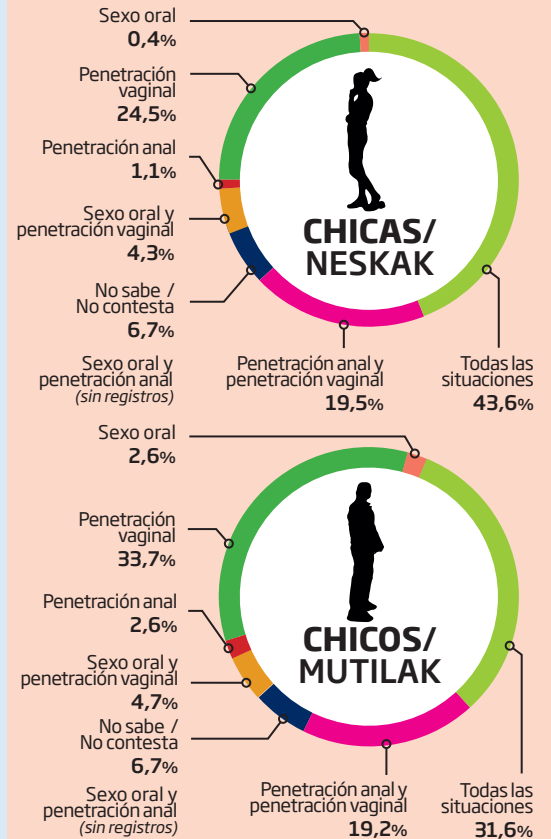 Sexo oral
0,4%
Penetración
vaginal
24,5%
Penetración anal
1,1%
Sexo oral y
penetración vaginal
4,3%
No sabe /
No contesta
6,7%
Sexo oral y
penetración anal
(sin registros)
CHICAS/
NESKAK
Penetración anal y
penetración vaginal
19,5%
Todas las
situaciones
43,6%
Sexo oral
2,6%
Penetración
vaginal
33,7%
Penetración anal
2,6%
Sexo oral y
penetración vaginal
4,7%
No sabe /
No contesta
6,7%
Sexo oral y
penetración anal
(sin registros)
CHICOS/
MUTILAK
Penetración anal y
penetración vaginal
19,2%
Todas las
situaciones
31,6%